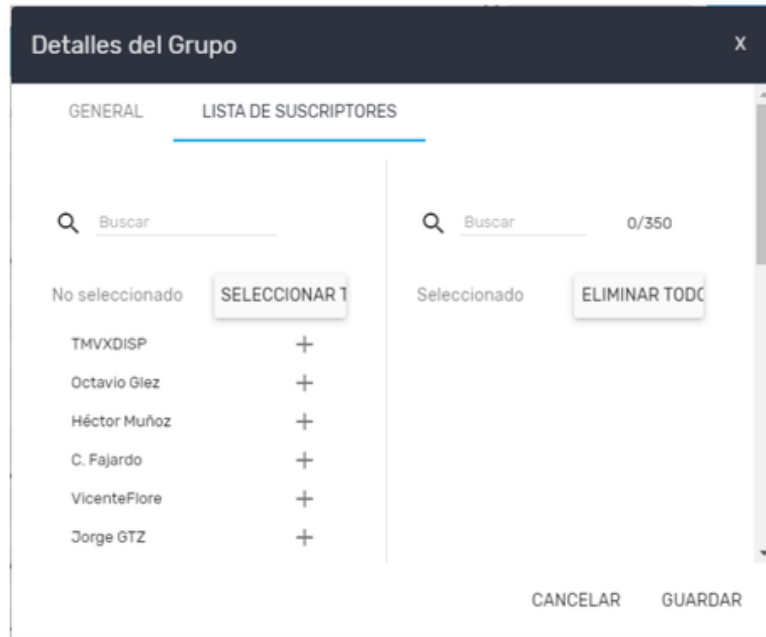 Detalles del Grupo X
GENERAL LISTA DE SUSCRIPTORES
Buscar Buscar 0/350
No seleccionado SELECCIONAR T Seleccionado ELIMINAR TODO
TMVXDISP +
Octavio Glez +
Héctor Muñoz +
C. Fajardo +
VicenteFlore +
Jorge GTZ +
CANCELAR GUARDAR